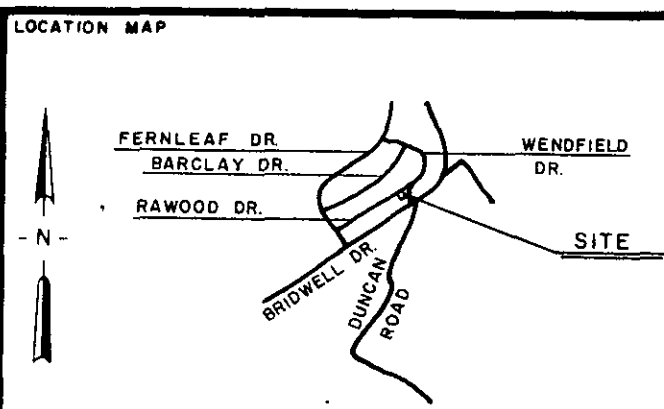 LOCATION MAP
FERNLEAF DR.
WENDFIELD
DR.
BARCLAY DR.
RAWOOD DR.
- N -
SITE
BRIDWELL DR.
DUNCAN
ROAD